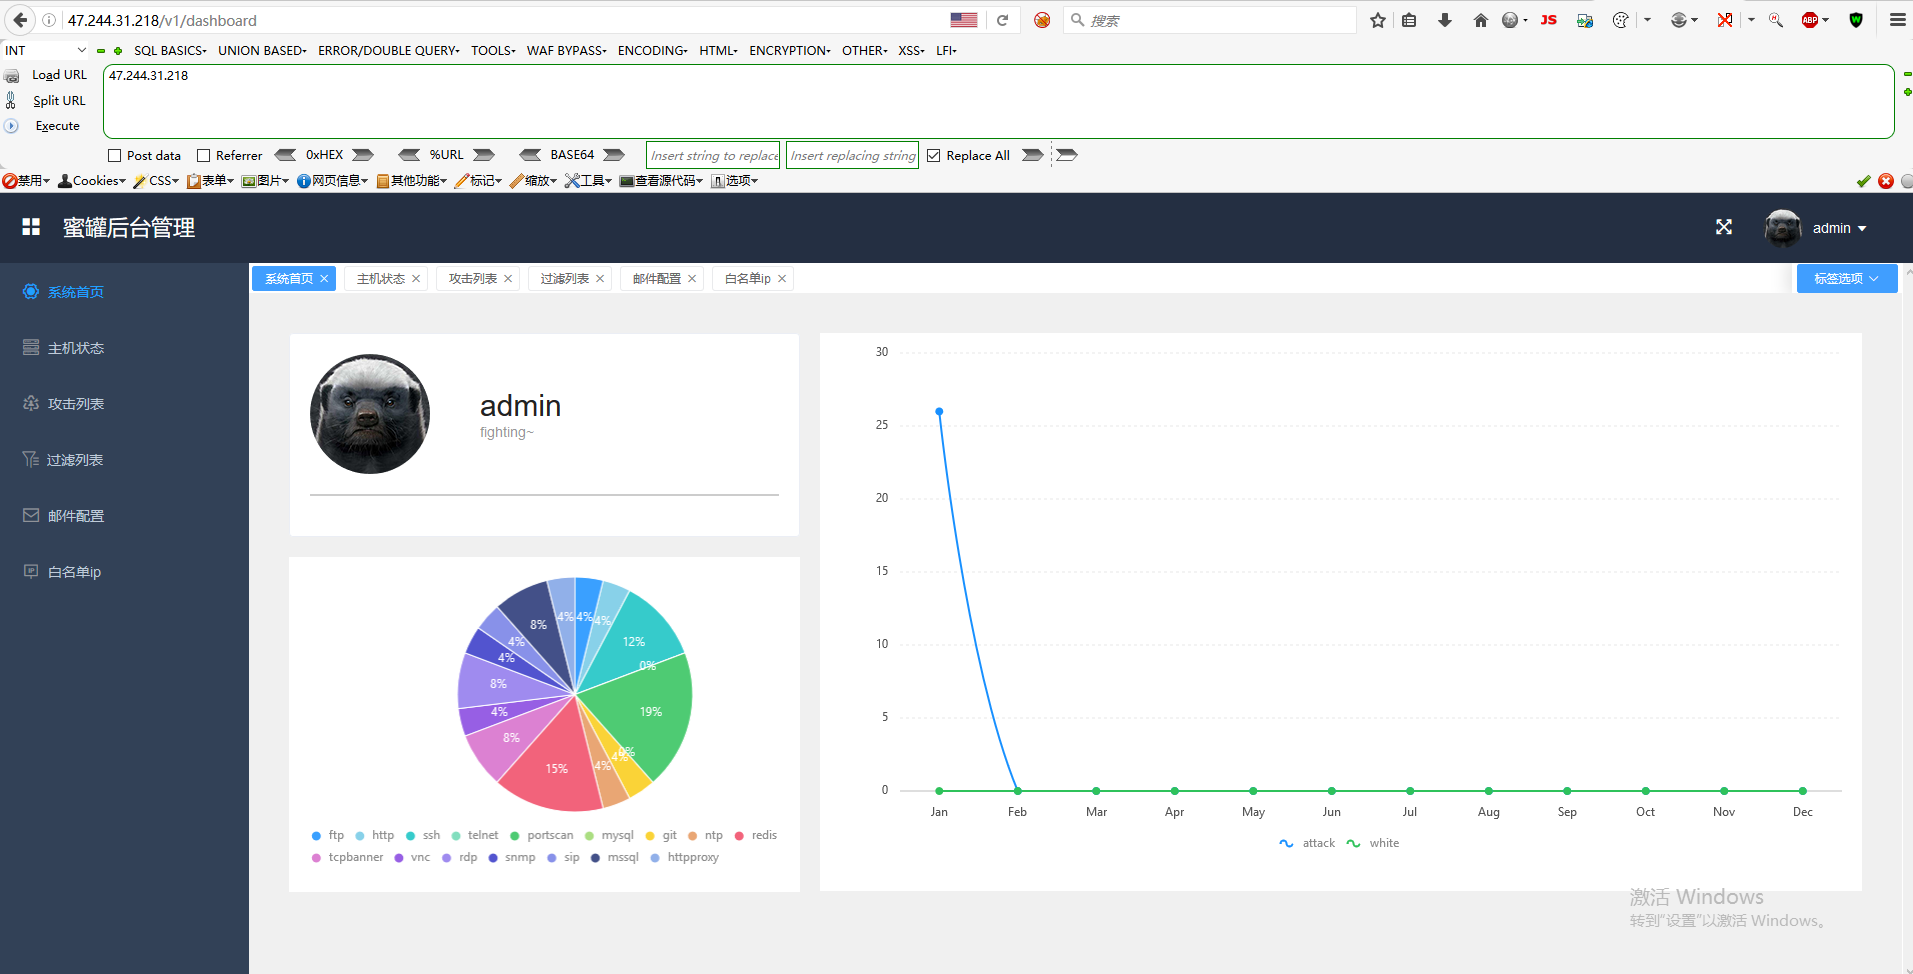 47.244.31.218/v1/dashboard
搜索
JS
ABP
INT
SQL BASICS
UNION BASED
ERROR/DOUBLE QUERY
TOOLS
WAF BYPASS
ENCODING
HTML
ENCRYPTION
OTHER
XSS
LFI
Load URL
47.244.31.218
Split URL
Execute
Post data
Referrer
0xHEX
%URL
BASE64
Insert string to replace
Insert replacing string
Replace All
禁用
Cookies
CSS
表单
图片
网页信息
其他功能
标记
缩放
工具
查看源代码
选项
蜜罐后台管理
admin
系统首页
主机状态
攻击列表
过滤列表
邮件配置
白名单ip
系统首页
主机状态
攻击列表
过滤列表
邮件配置
白名单ip
标签选项
admin
fighting~
4%
4%
12%
0%
19%
0%
4%
4%
15%
8%
4%
8%
4%
4%
8%
4%
ftp http ssh telnet portscan mysql git ntp redis
tcpbanner vnc rdp snmp sip mssql httpproxy
30
25
20
15
10
5
0
Jan Feb Mar Apr May Jun Jul Aug Sep Oct Nov Dec
attack white
激活 Windows
转到“设置”以激活 Windows。